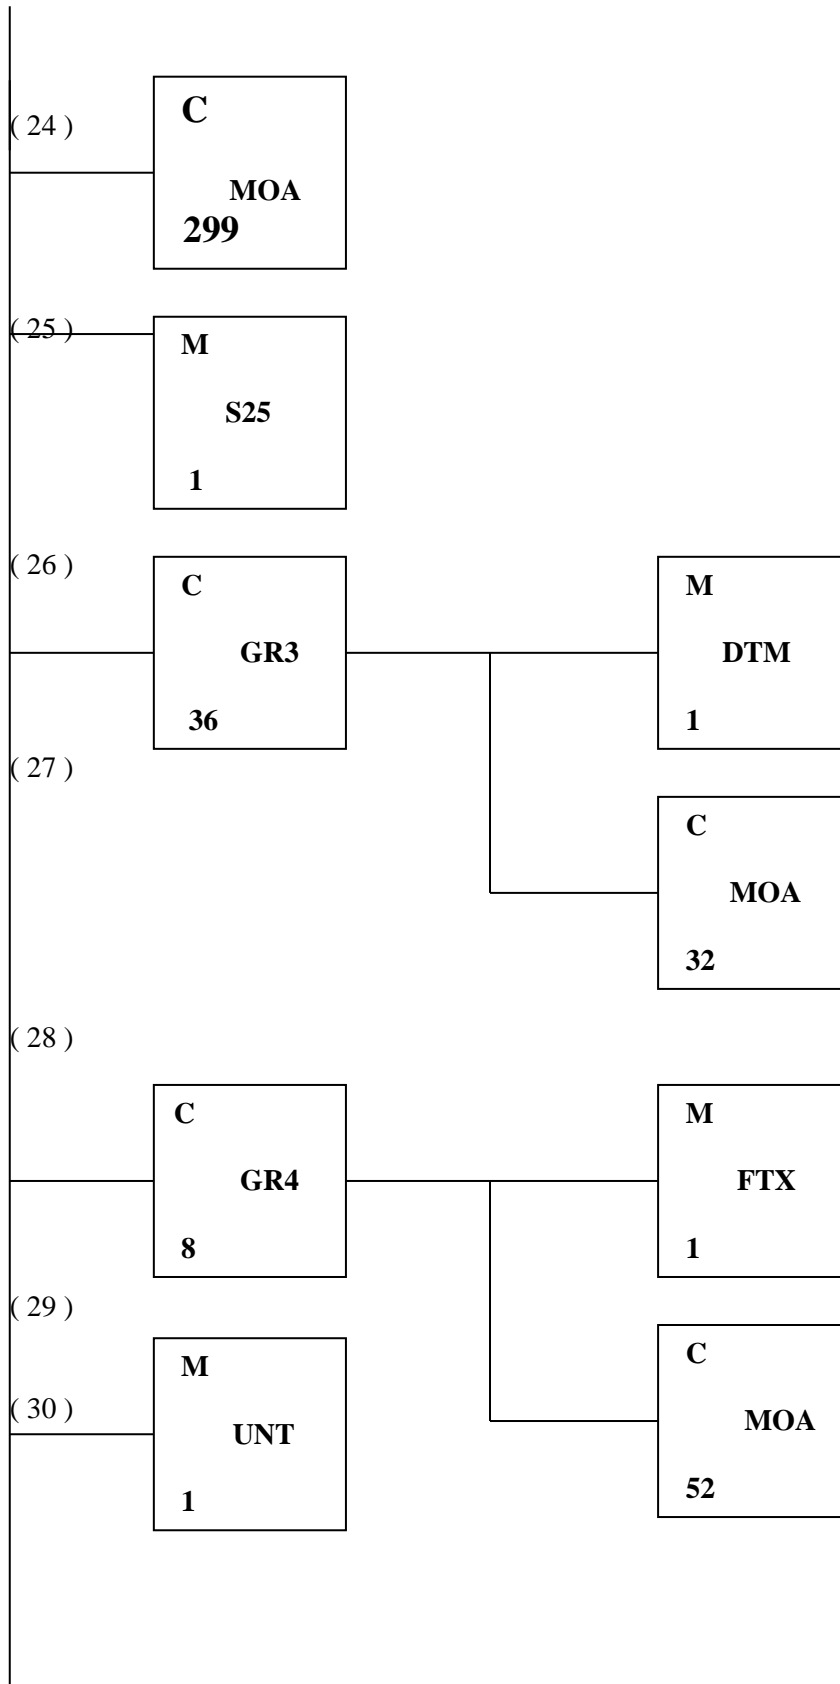 ( 24 )
C
MOA
299
( 25 )
M
S25
1
( 26 )
C
GR3
36
M
DTM
1
( 27 )
C
MOA
32
( 28 )
C
GR4
8
M
FTX
1
( 29 )
M
UNT
1
C
MOA
52
( 30 )